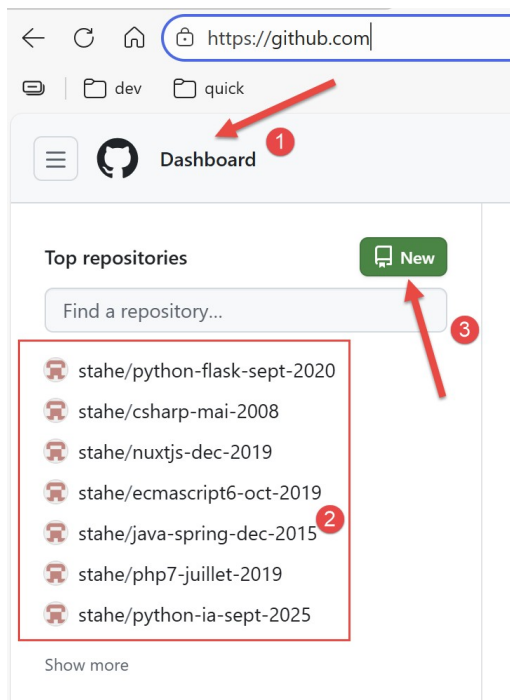 https://github.com
dev quick
Dashboard 1
Top repositories New
Find a repository...
3
stahe/python-flask-sept-2020
stahe/csharp-mai-2008
stahe/nuxtjs-dec-2019
stahe/ecmascript6-oct-2019
2
stahe/java-spring-dec-2015
stahe/php7-juillet-2019
stahe/python-ia-sept-2025
Show more